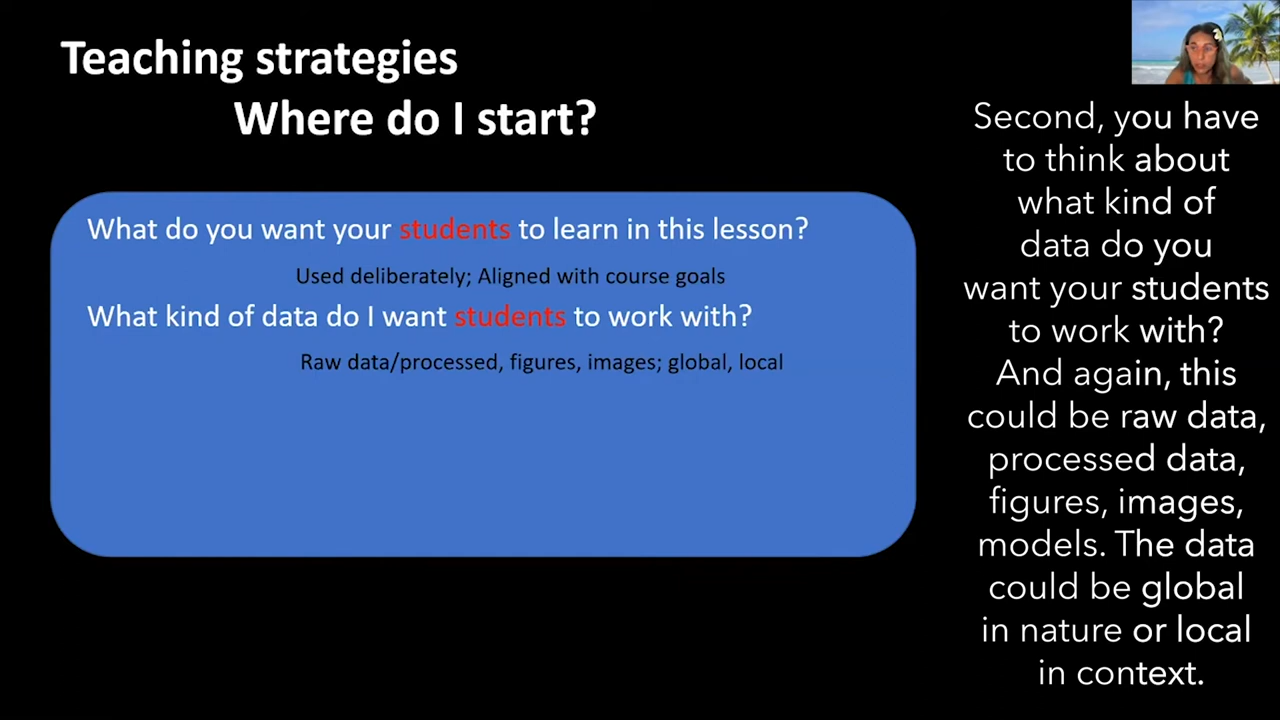 Teaching strategies
Where do I start?
What do you want your students to learn in this lesson?
Used deliberately; Aligned with course goals
What kind of data do I want students to work with?
Raw data/processed, figures, images; global, local
Second, you have
to think about
what kind of
data do you
want your students
to work with?
And again, this
could be raw data,
processed data,
figures, images,
models. The data
could be global
in nature or local
in context.